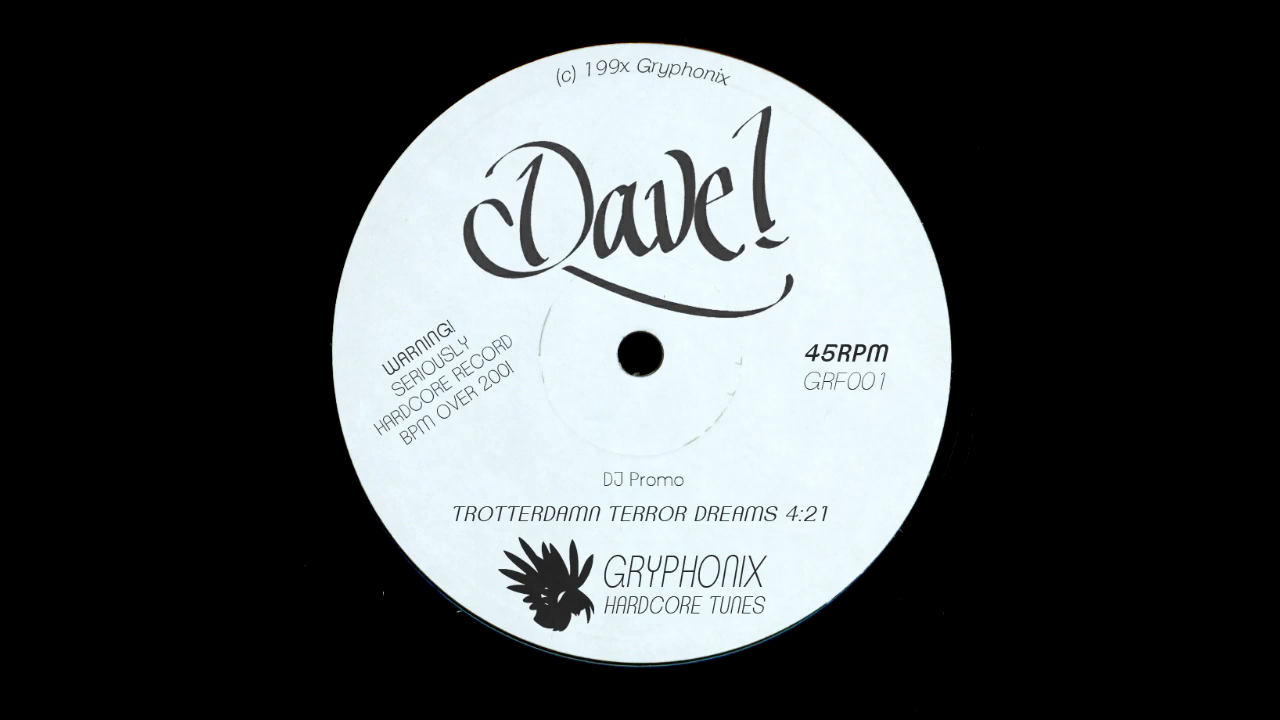 (c) 199x Gryphonix
Dave!
WARNING!
SERIOUSLY
HARDCORE RECORD
BPM OVER 200!
45RPM
GRF001
DJ Promo
TROTTERDAMN TERROR DREAMS 4:21
GRYPHONIX
HARDCORE TUNES